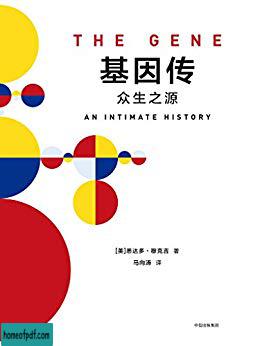 THE GENE
基因传
众生之源
AN INTIMATE HISTORY
[美]悉达多·穆克吉 著
马向涛 译
中信出版集团
homeofpdf.com